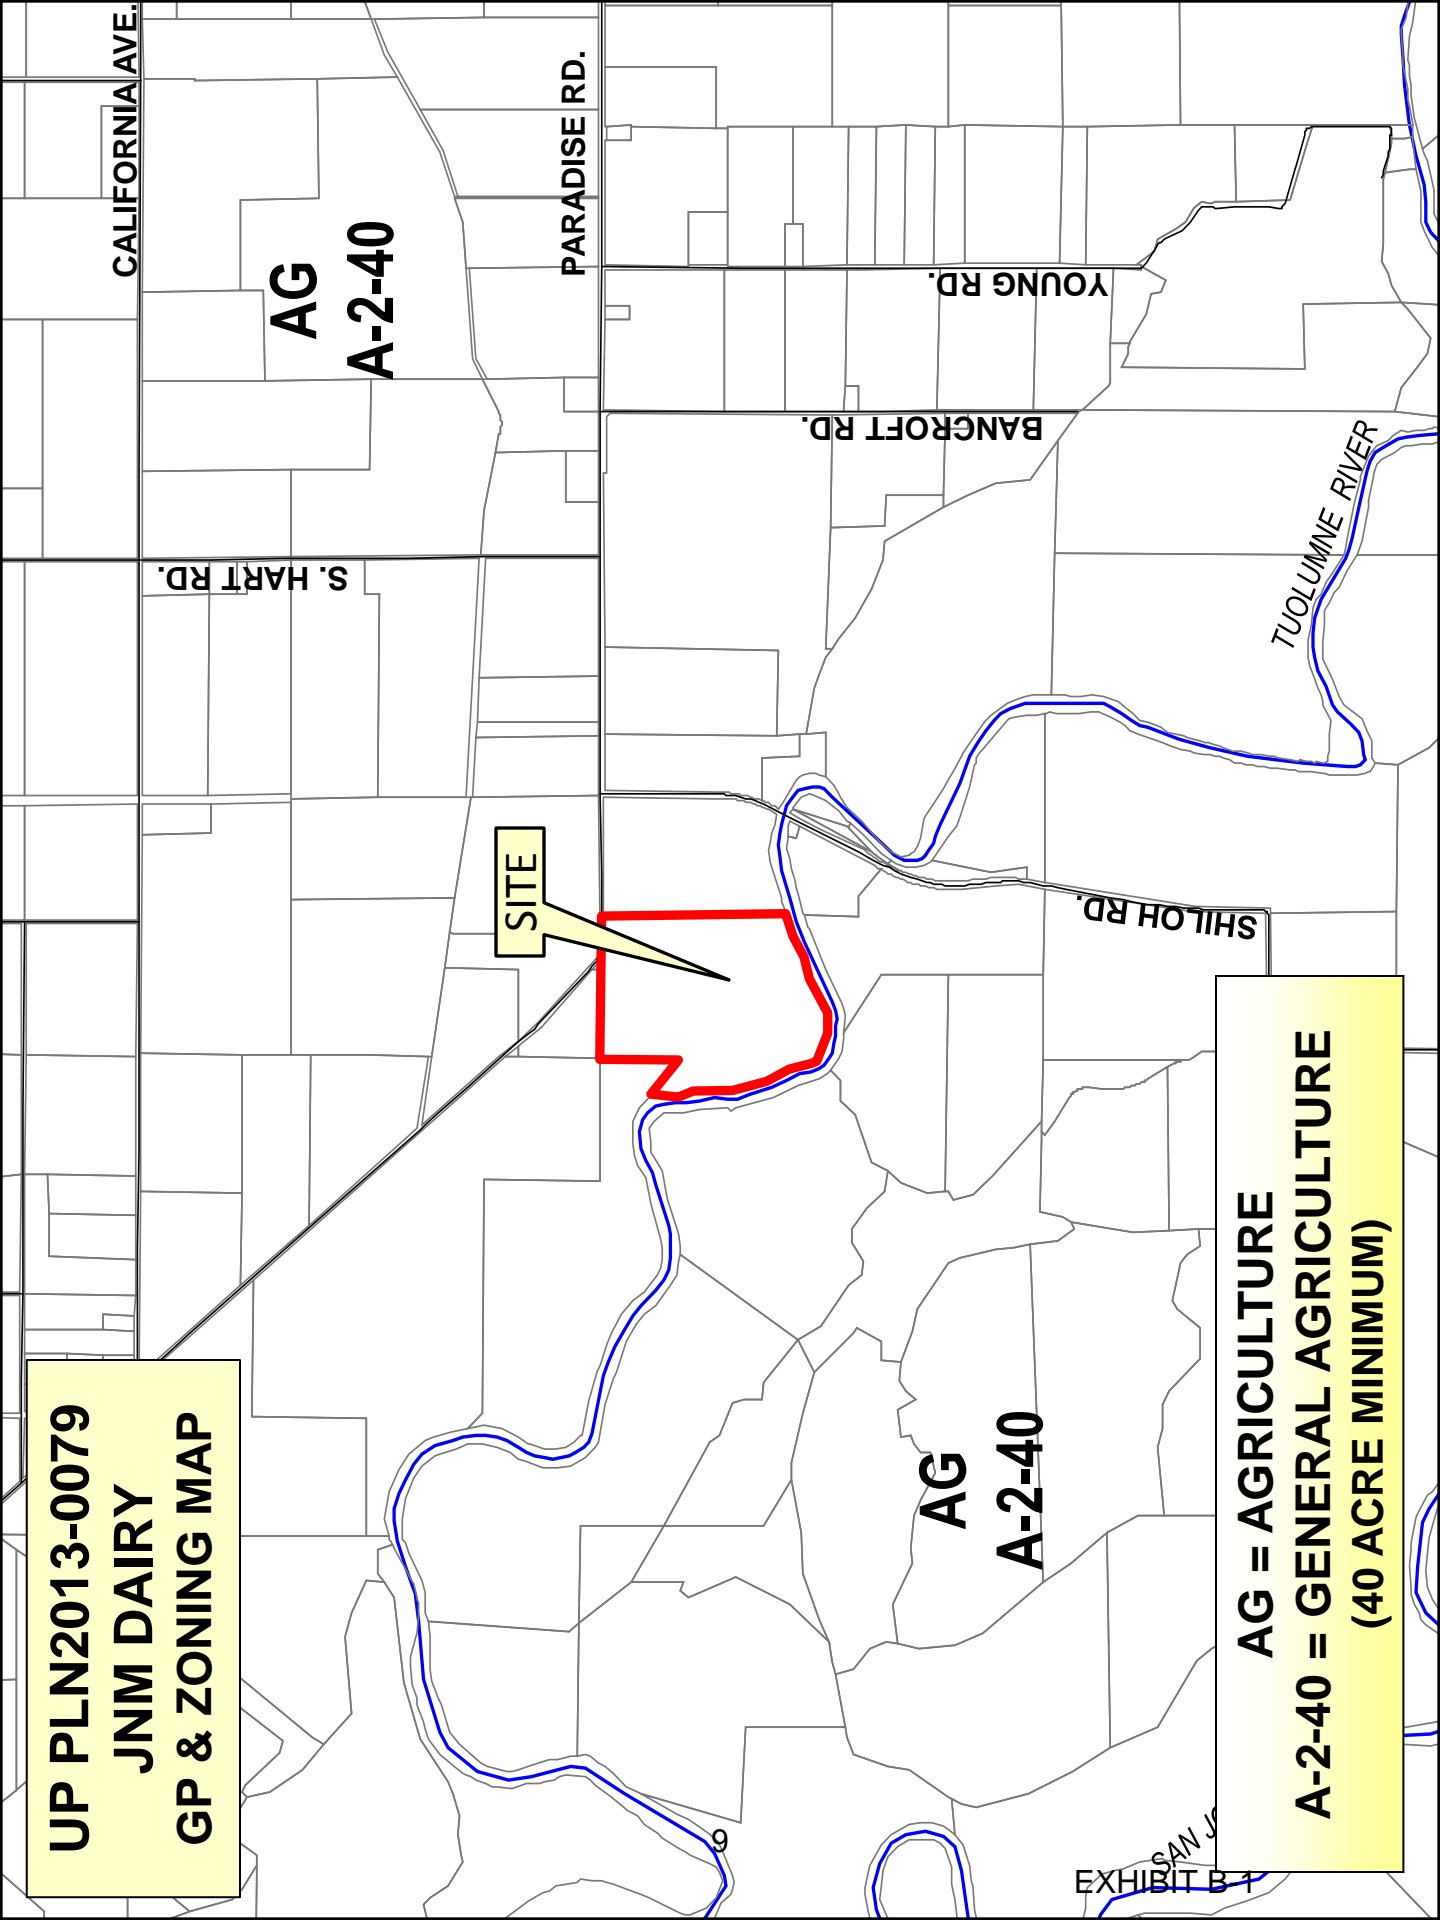 UP PLN2013-0079
JNM DAIRY
GP & ZONING MAP
CALIFORNIA AVE.
AG
A-2-40
PARADISE RD.
S. HART RD.
YOUNG RD.
BANCROFT RD.
TUOLUMNE RIVER
SITE
SHILOH RD.
AG
A-2-40
AG = AGRICULTURE
A-2-40 = GENERAL AGRICULTURE
(40 ACRE MINIMUM)
SAN
9
EXHIBIT B-1